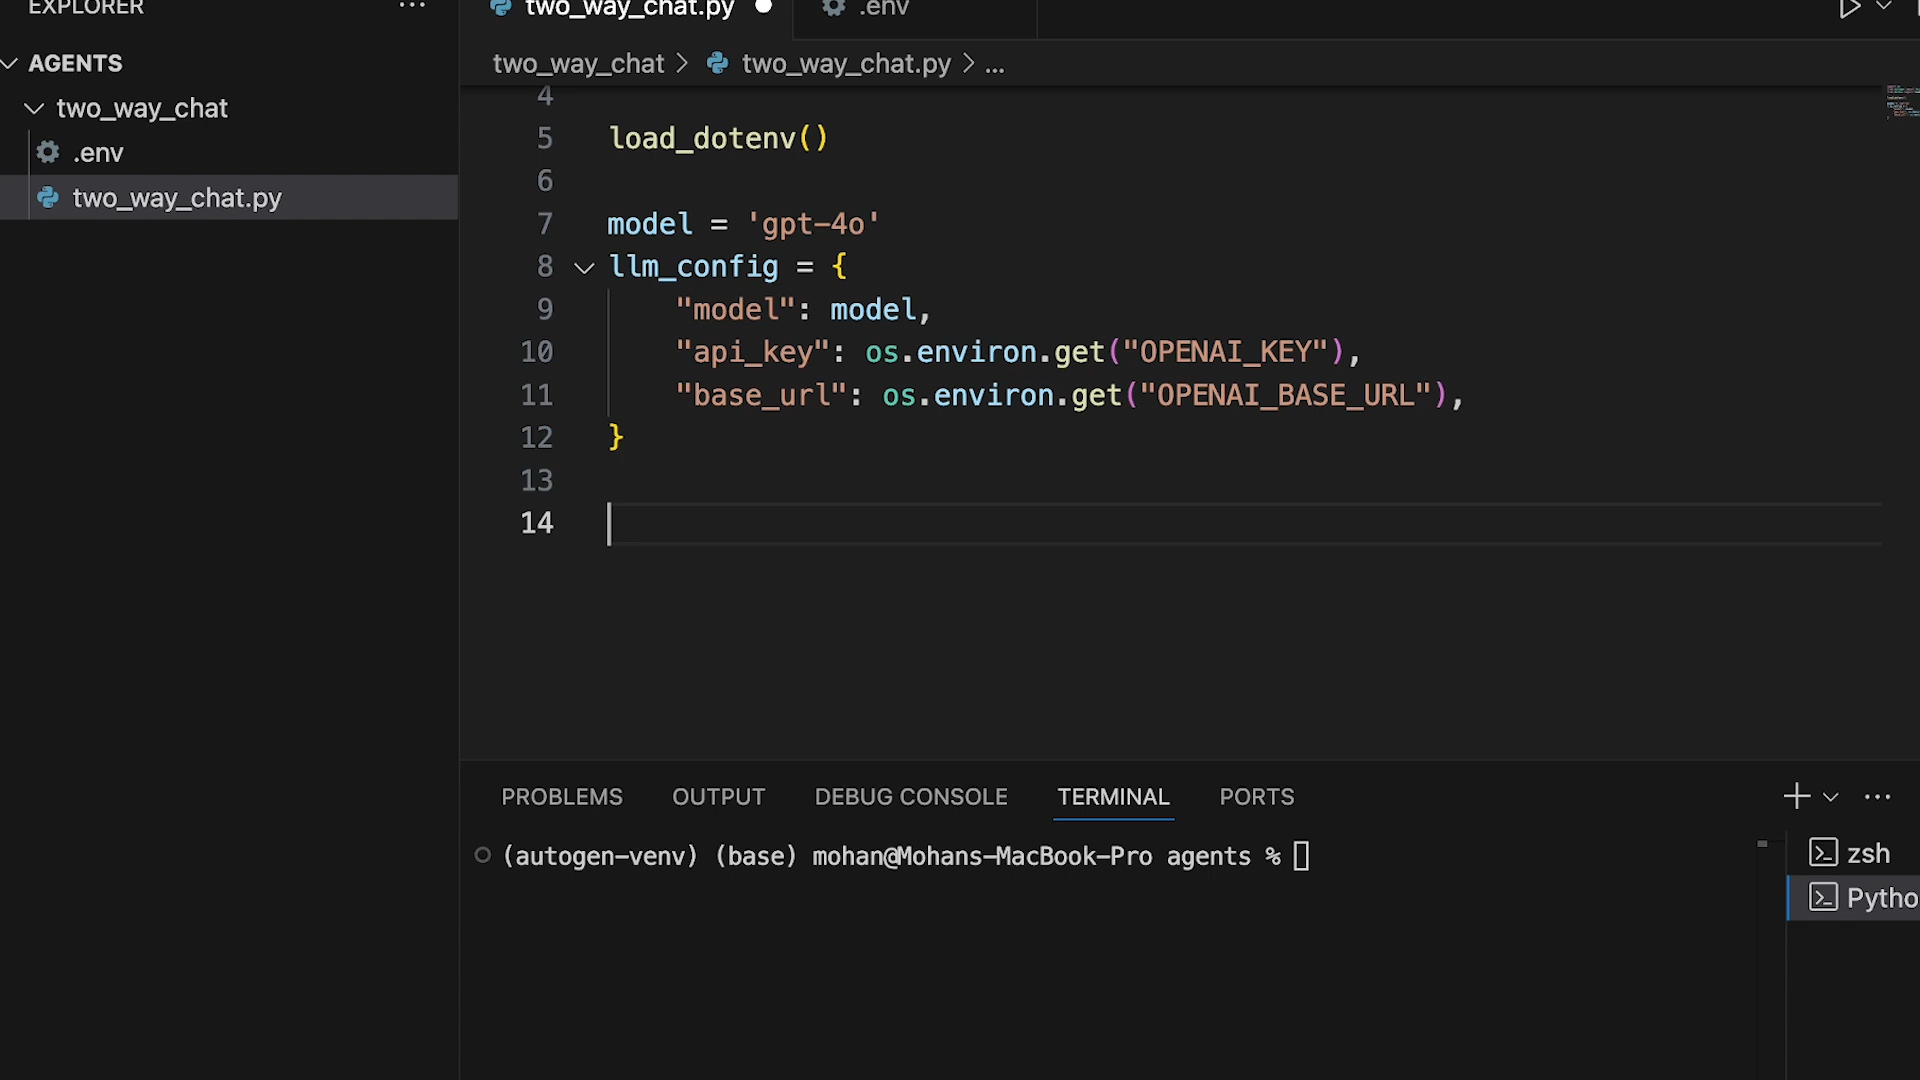 EXPLORER
...
two_way_chat.py
.env
AGENTS
two_way_chat
.env
two_way_chat.py
two_way_chat > two_way_chat.py > ...
4
5 load_dotenv()
6
7 model = 'gpt-4o'
8 llm_config = {
9 "model": model,
10 "api_key": os.environ.get("OPENAI_KEY"),
11 "base_url": os.environ.get("OPENAI_BASE_URL"),
12 }
13
14
PROBLEMS OUTPUT DEBUG CONSOLE TERMINAL PORTS
(autogen-venv) (base) mohan@Mohans-MacBook-Pro agents %
zsh
Pytho